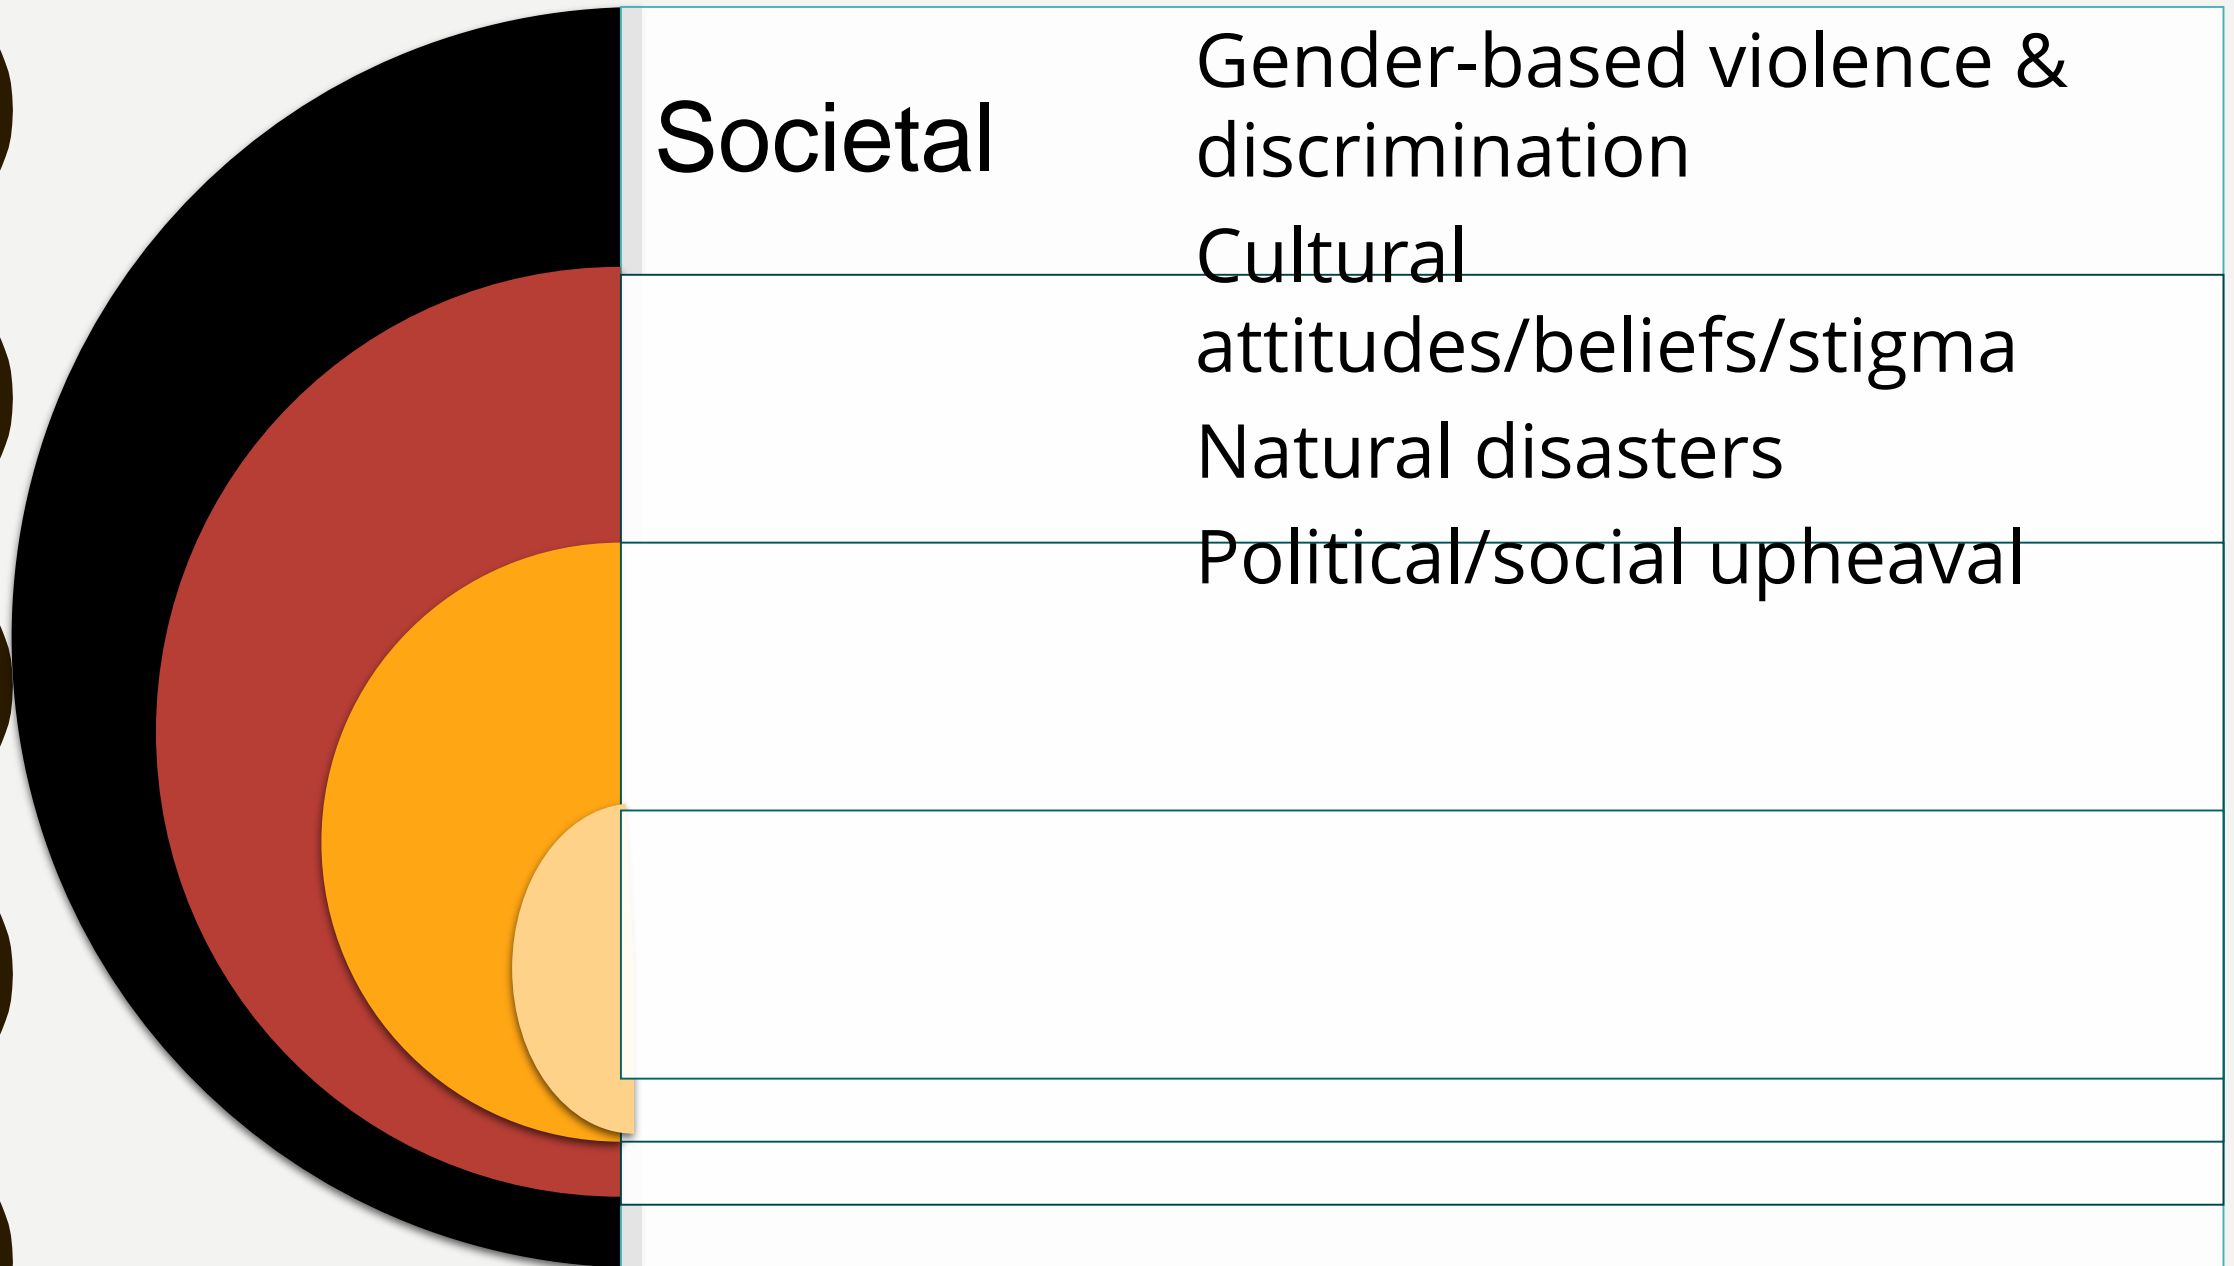 Societal
Gender-based violence &
discrimination
Cultural
attitudes/beliefs/stigma
Natural disasters
Political/social upheaval